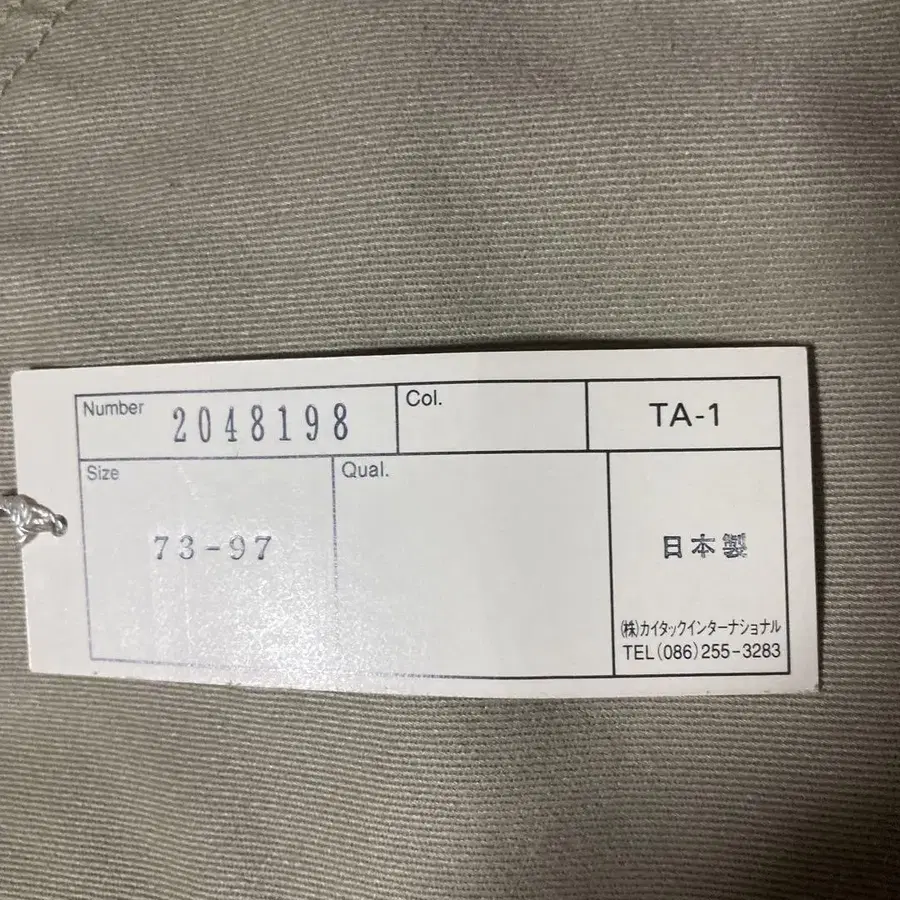 Number 2048198 Col. TA-1
Size Qual.
73-97 日本製
(株)カイタックインターナショナル
TEL(086)255-3283